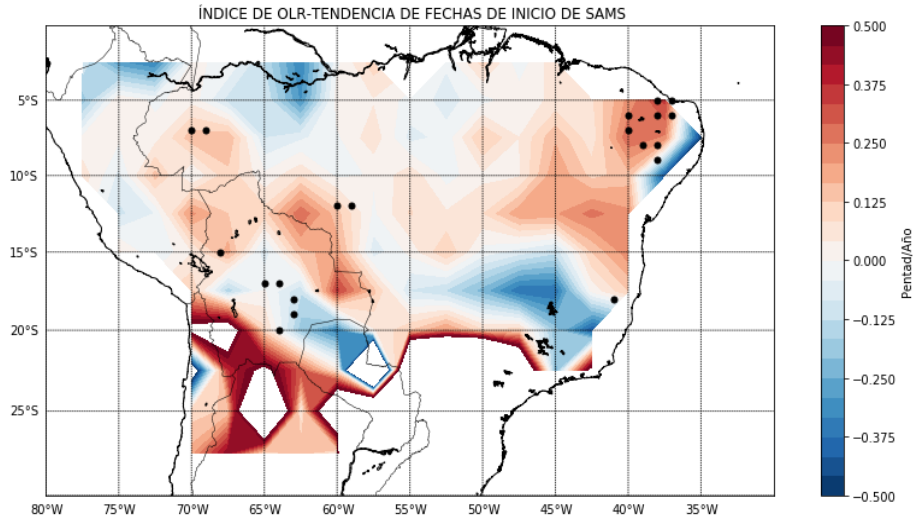 ÍNDICE DE OLR-TENDENCIA DE FECHAS DE INICIO DE SAMS
5°S
10°S
15°S
20°S
25°S
80°W 75°W 70°W 65°W 60°W 55°W 50°W 45°W 40°W 35°W
0.500
0.375
0.250
0.125
0.000
−0.125
−0.250
−0.375
−0.500
Pentad/Año